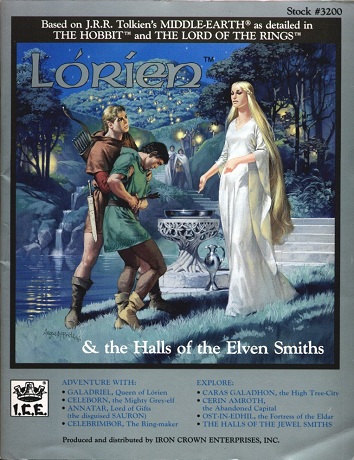 Stock #3200
Based on J.R.R. Tolkien's MIDDLE-EARTH® as detailed in
THE HOBBIT™ and THE LORD OF THE RINGS™
Lórien™
& the Halls of the Elven Smiths
ADVENTURE WITH:
• GALADRIEL, Queen of Lórien
• CELEBORN, the Mighty Grey-elf
• ANNATAR, Lord of Gifts
(the disguised SAURON)
• CELEBRIMBOR, The Ring-maker
EXPLORE:
• CARAS GALADHON, the High Tree-City
• CERIN AMROTH,
the Abandoned Capital
• OST-IN-EDHIL, the Fortress of the Eldar
• THE HALLS OF THE JEWEL SMITHS
I.C.E.
Produced and distributed by IRON CROWN ENTERPRISES, INC.